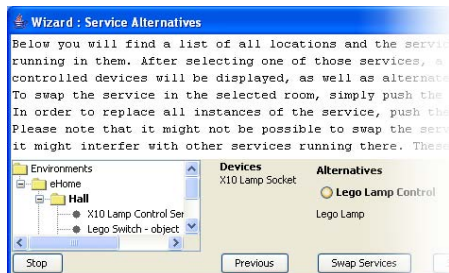 Wizard : Service Alternatives
Below you will find a list of all locations and the servic
running in them. After selecting one of those services, a
controlled devices will be displayed, as well as alternate
To swap the service in the selected room, simply push the
In order to replace all instances of the service, push the
Please note that it might not be possible to swap the serv
it might interfer with other services running there. These
Environments
eHome
Hall
X10 Lamp Control Ser
Lego Switch - object
Devices
X10 Lamp Socket
Alternatives
Lego Lamp Control
Lego Lamp
Stop
Previous
Swap Services